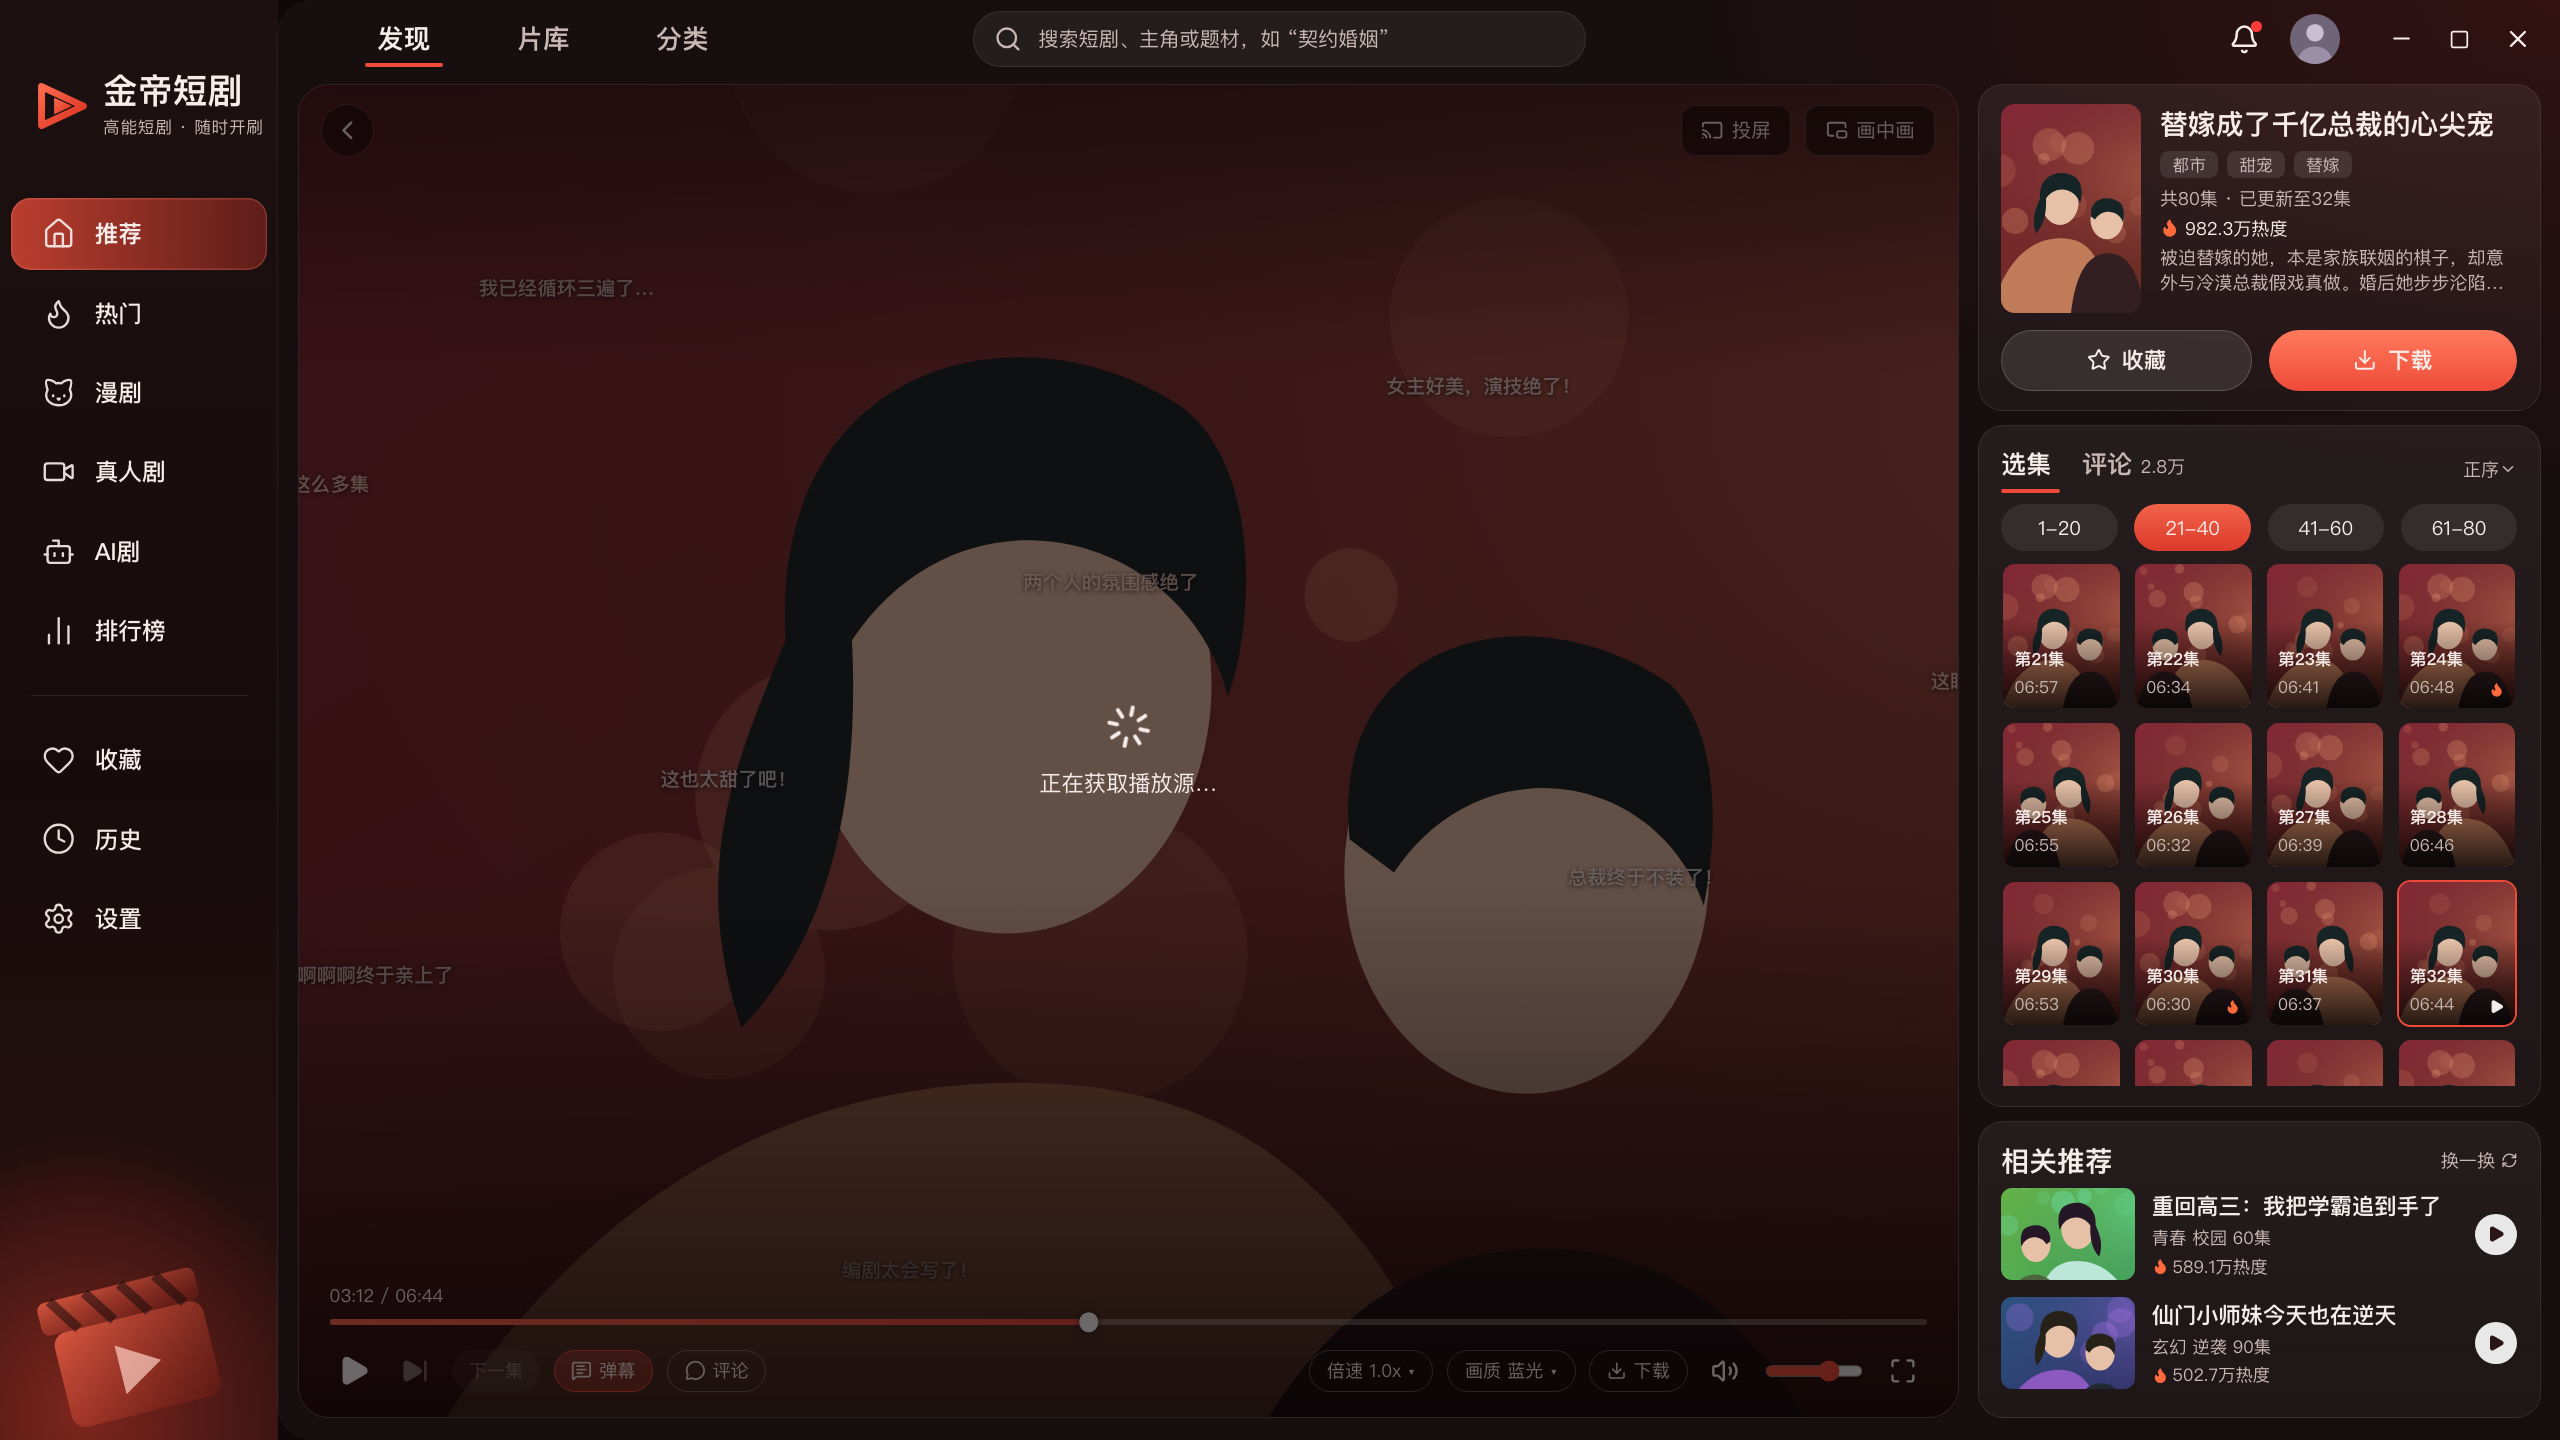 金帝短剧
高能短剧 · 随时开刷
推荐
热门
漫剧
真人剧
AI剧
排行榜
收藏
历史
设置
发现
片库
分类
搜索短剧、主角或题材，如 “契约婚姻”
投屏
画中画
我已经循环三遍了...
女主好美，演技绝了！
这么多集
两个人的氛围感绝了
这也太甜了吧！
正在获取播放源...
总裁终于不装了！
啊啊啊终于亲上了
编剧太会写了！
03:12 / 06:44
下一集
弹幕
评论
倍速 1.0x
画质 蓝光
下载
替嫁成了千亿总裁的心尖宠
都市
甜宠
替嫁
共80集 · 已更新至32集
982.3万热度
被迫替嫁的她，本是家族联姻的棋子，却意
外与冷漠总裁假戏真做。婚后她步步沦陷...
收藏
下载
选集
评论 2.8万
正序
1-20
21-40
41-60
61-80
第21集
06:57
第22集
06:34
第23集
06:41
第24集
06:48
第25集
06:55
第26集
06:32
第27集
06:39
第28集
06:46
第29集
06:53
第30集
06:30
第31集
06:37
第32集
06:44
相关推荐
换一换
重回高三：我把学霸追到手了
青春 校园 60集
589.1万热度
仙门小师妹今天也在逆天
玄幻 逆袭 90集
502.7万热度